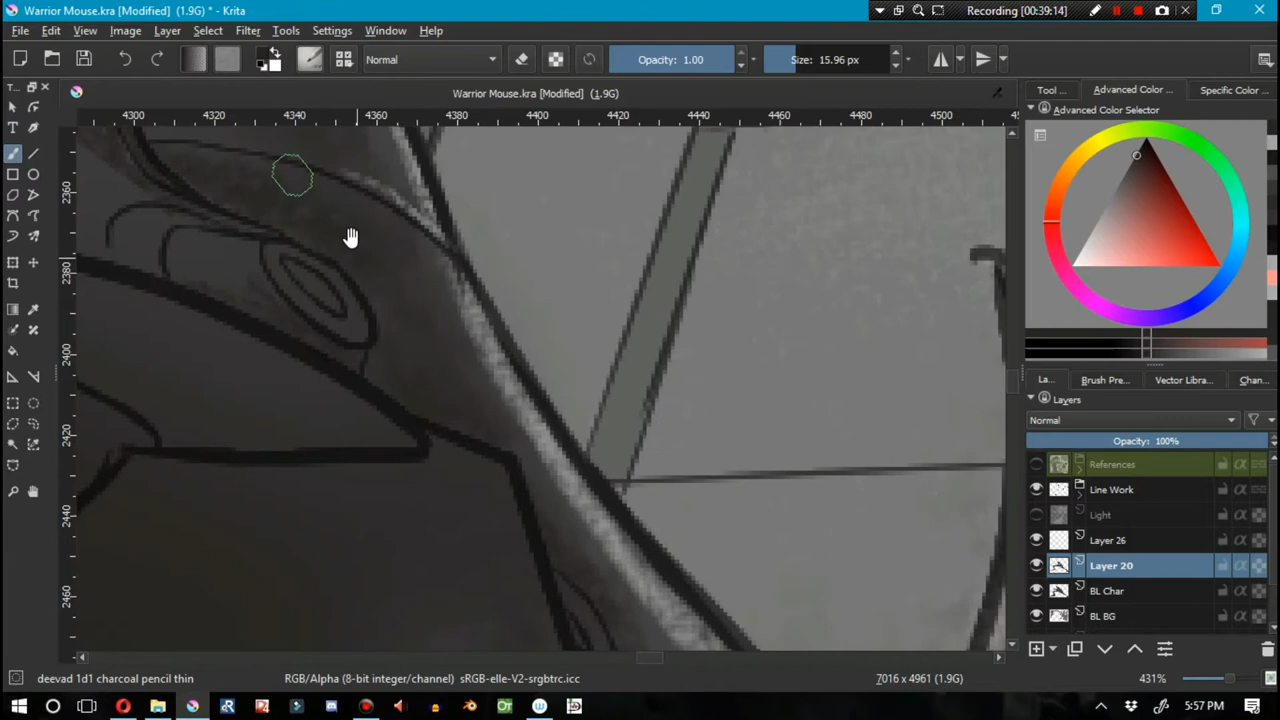 Warrior Mouse.kra [Modified] (1.9G) * - Krita
Recording [00:39:14]
File Edit View Image Layer Select Filter Tools Settings Window Help
Normal
Opacity: 1.00
Size: 15.96 px
T...
Warrior Mouse.kra [Modified] (1.9G)
4300 4320 4340 4360 4380 4400 4420 4440 4460 4480 4500
2360
2380
2400
2420
2440
2460
Tool ...
Advanced Color ...
Specific Color ...
Advanced Color Selector
La...
Brush Pre...
Vector Libra...
Chan...
Layers
Normal
Opacity: 100%
References
Line Work
Light
Layer 26
Layer 20
BL Char
BL BG
deevad 1d1 charcoal pencil thin
RGB/Alpha (8-bit integer/channel) sRGB-elle-V2-srgbtrc.icc
7016 x 4961 (1.9G)
431%
5:57 PM